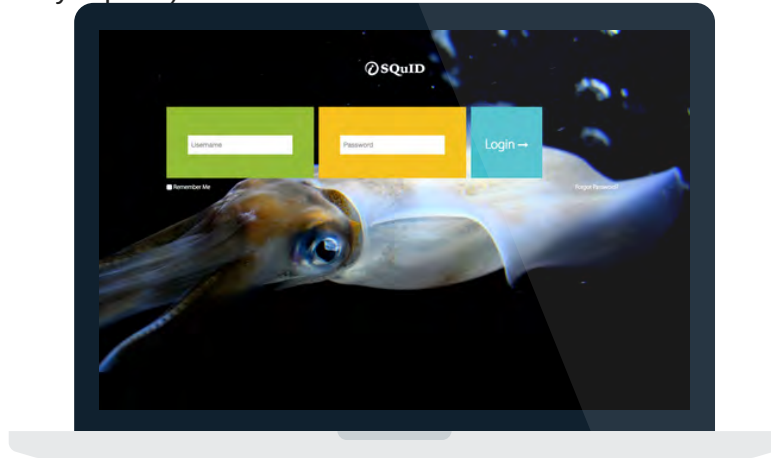 SQuID
Username
Password
Login →
Remember Me
Forgot Password?